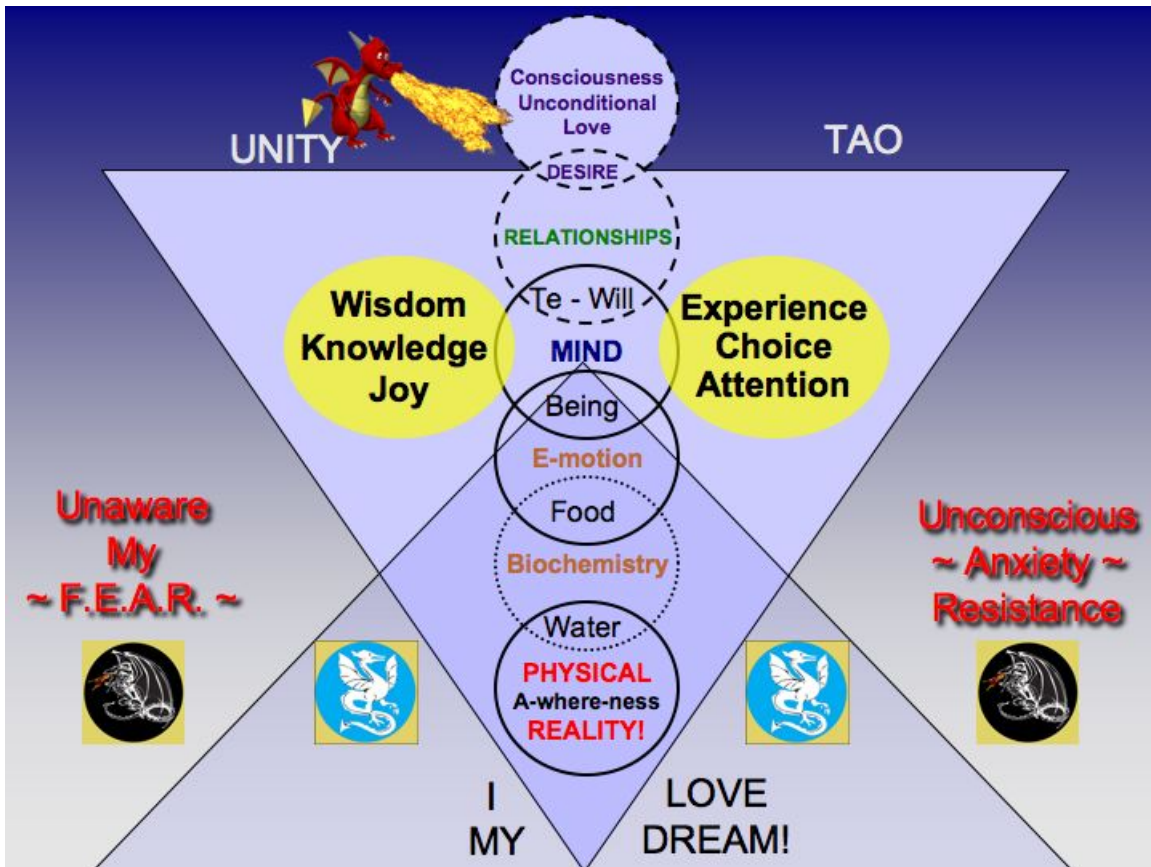 Consciousness
Unconditional
Love
UNITY
TAO
DESIRE
RELATIONSHIPS
Te - Will
MIND
Wisdom
Knowledge
Joy
Experience
Choice
Attention
Being
E-motion
Food
Biochemistry
Unaware
My
~ F.E.A.R. ~
Unconscious
~ Anxiety ~
Resistance
Water
PHYSICAL
A-where-ness
REALITY!
I LOVE
MY DREAM!